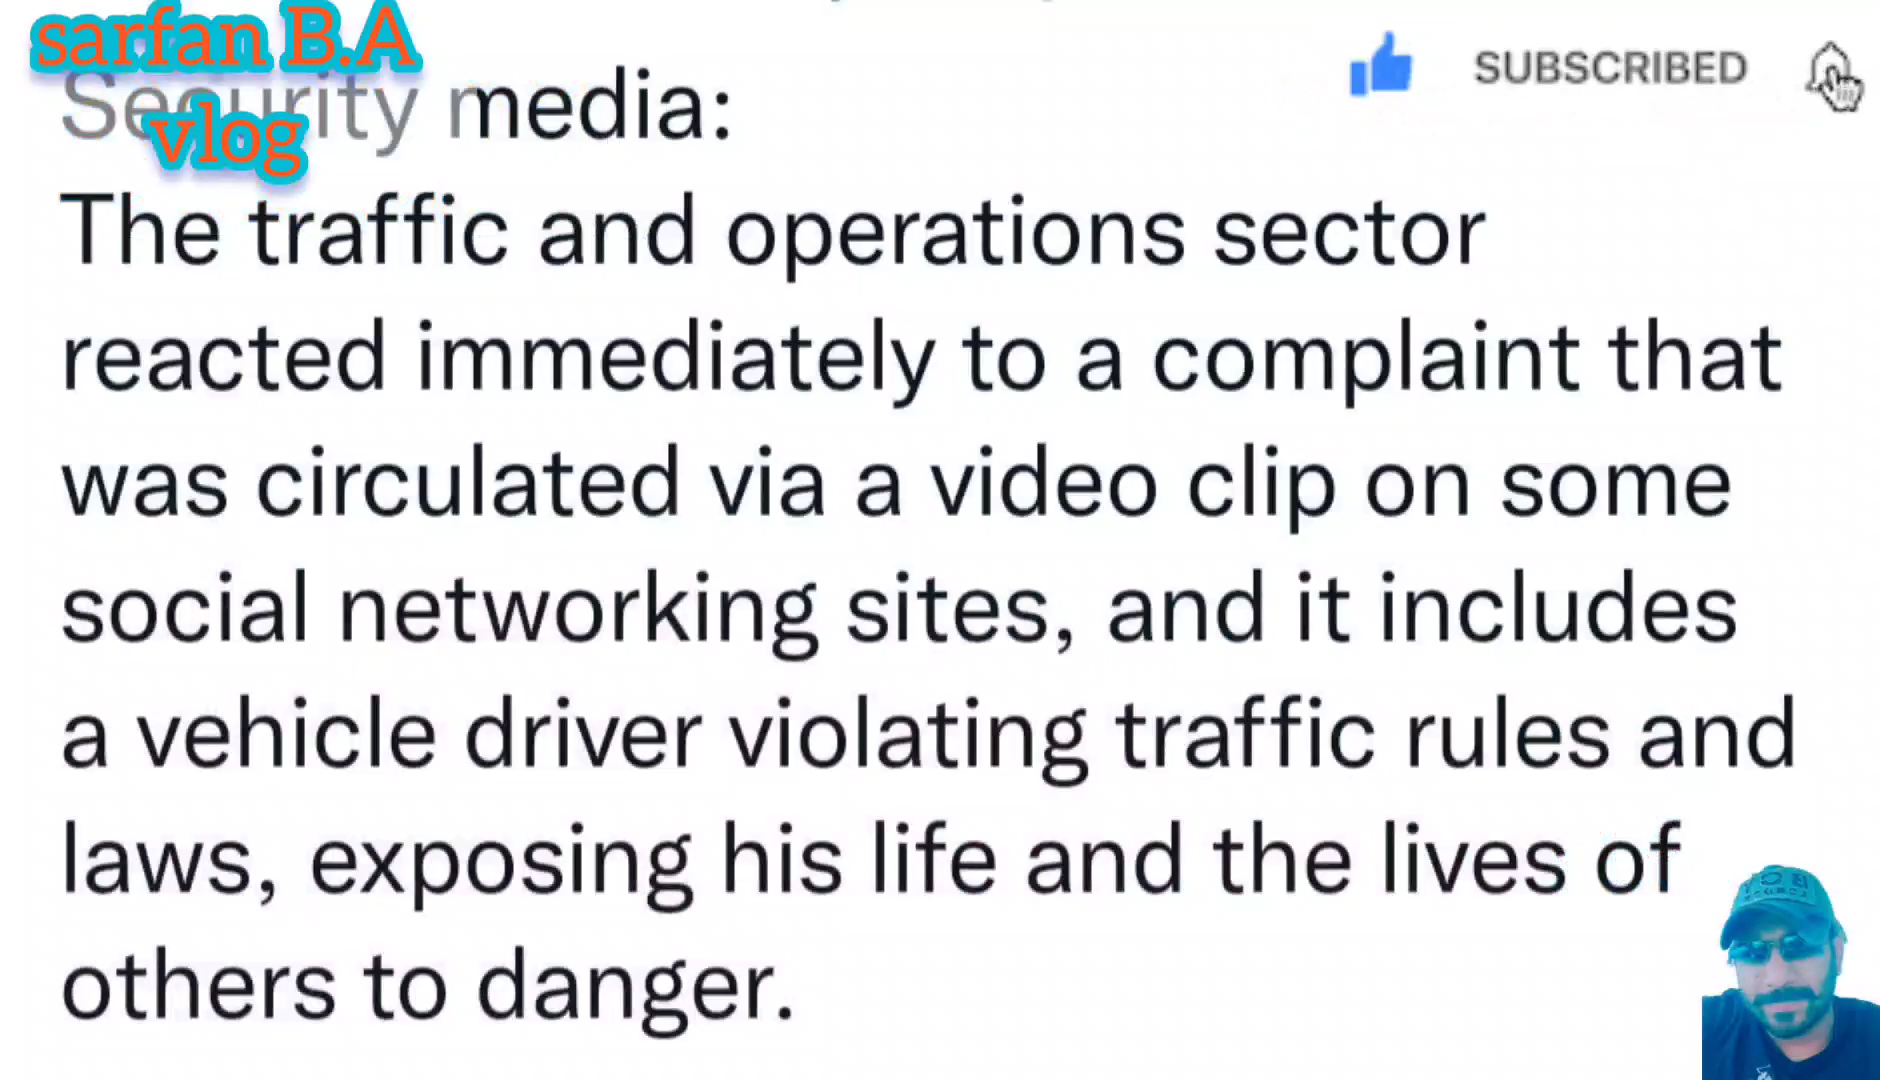 sarfan B.A
vlog
SUBSCRIBED
Security media:
The traffic and operations sector
reacted immediately to a complaint that
was circulated via a video clip on some
social networking sites, and it includes
a vehicle driver violating traffic rules and
laws, exposing his life and the lives of
others to danger.